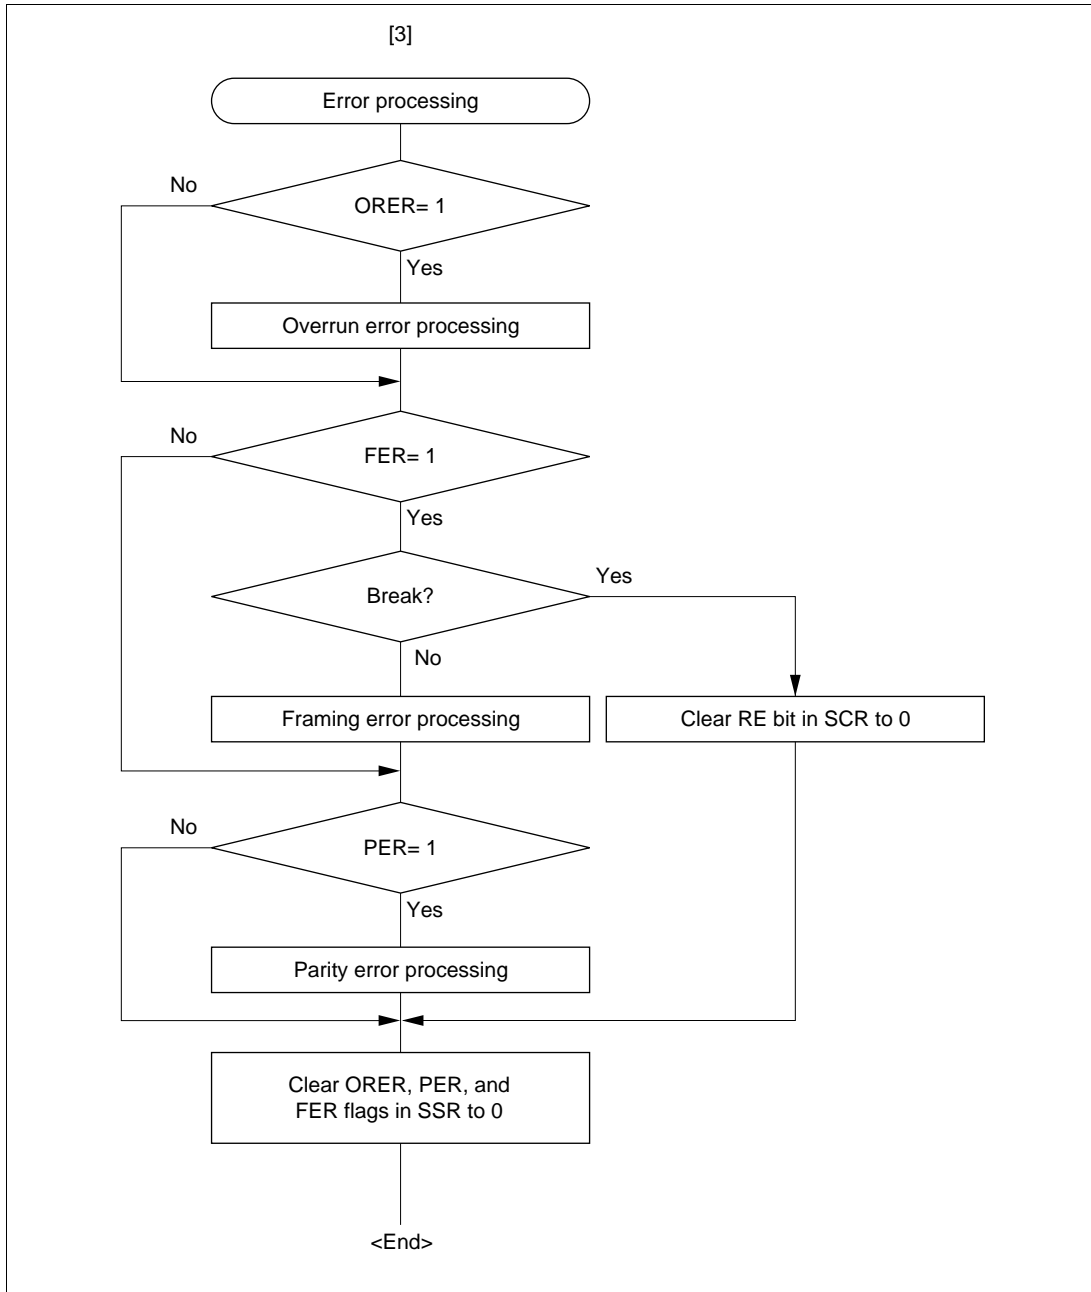 [3]
Error processing
No
ORER= 1
Yes
Overrun error processing
No
FER= 1
Yes
Break?
Yes
No
Framing error processing
Clear RE bit in SCR to 0
No
PER= 1
Yes
Parity error processing
Clear ORER, PER, and
FER flags in SSR to 0
<End>